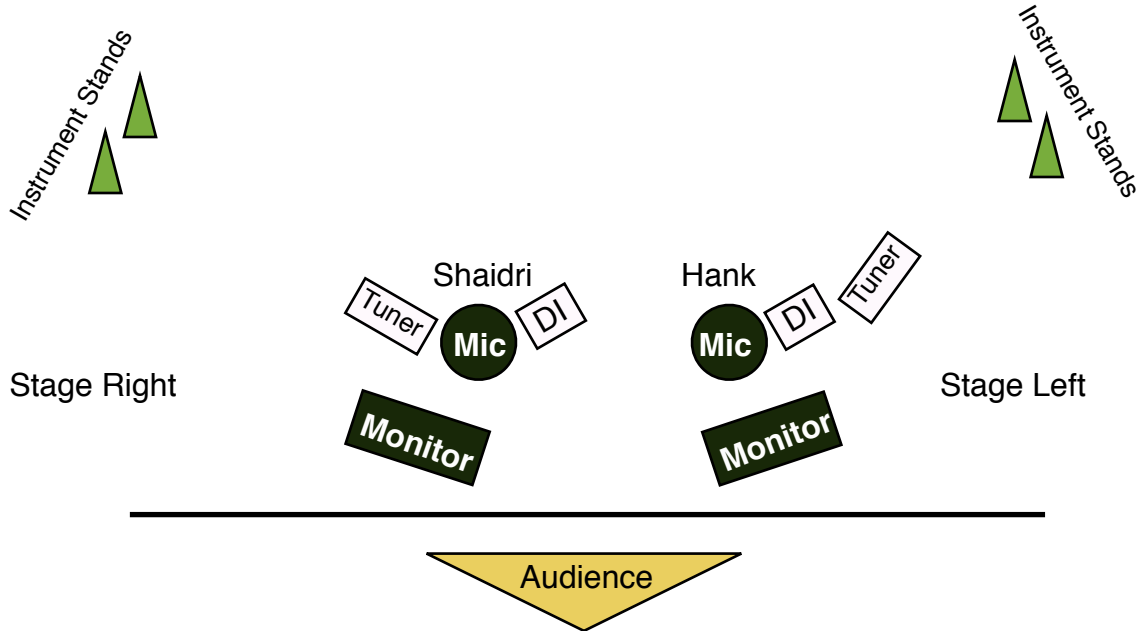 Instrument Stands
Instrument Stands
Shaidri
Hank
Tuner
Mic
DI
Mic
DI
Tuner
Stage Right
Stage Left
Monitor
Monitor
Audience